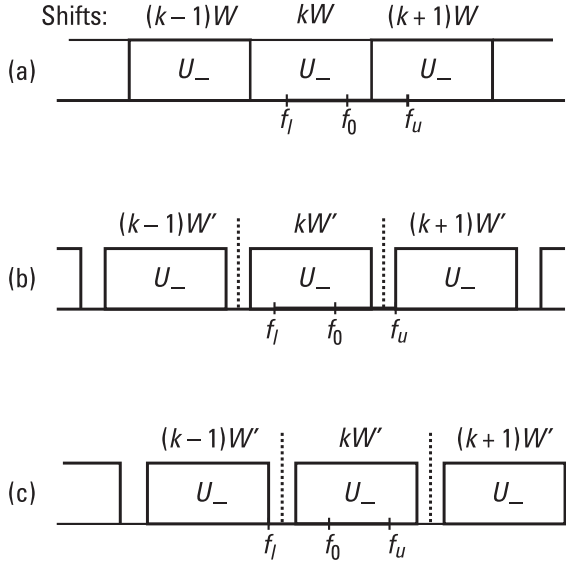 Shifts: (k – 1)W kW (k + 1)W
(a) U_ U_ U_
f_l f_0 f_u
(k – 1)W′ kW′ (k + 1)W′
(b) U_ U_ U_
f_l f_0 f_u
(k – 1)W′ kW′ (k + 1)W′
(c) U_ U_ U_
f_l f_0 f_u